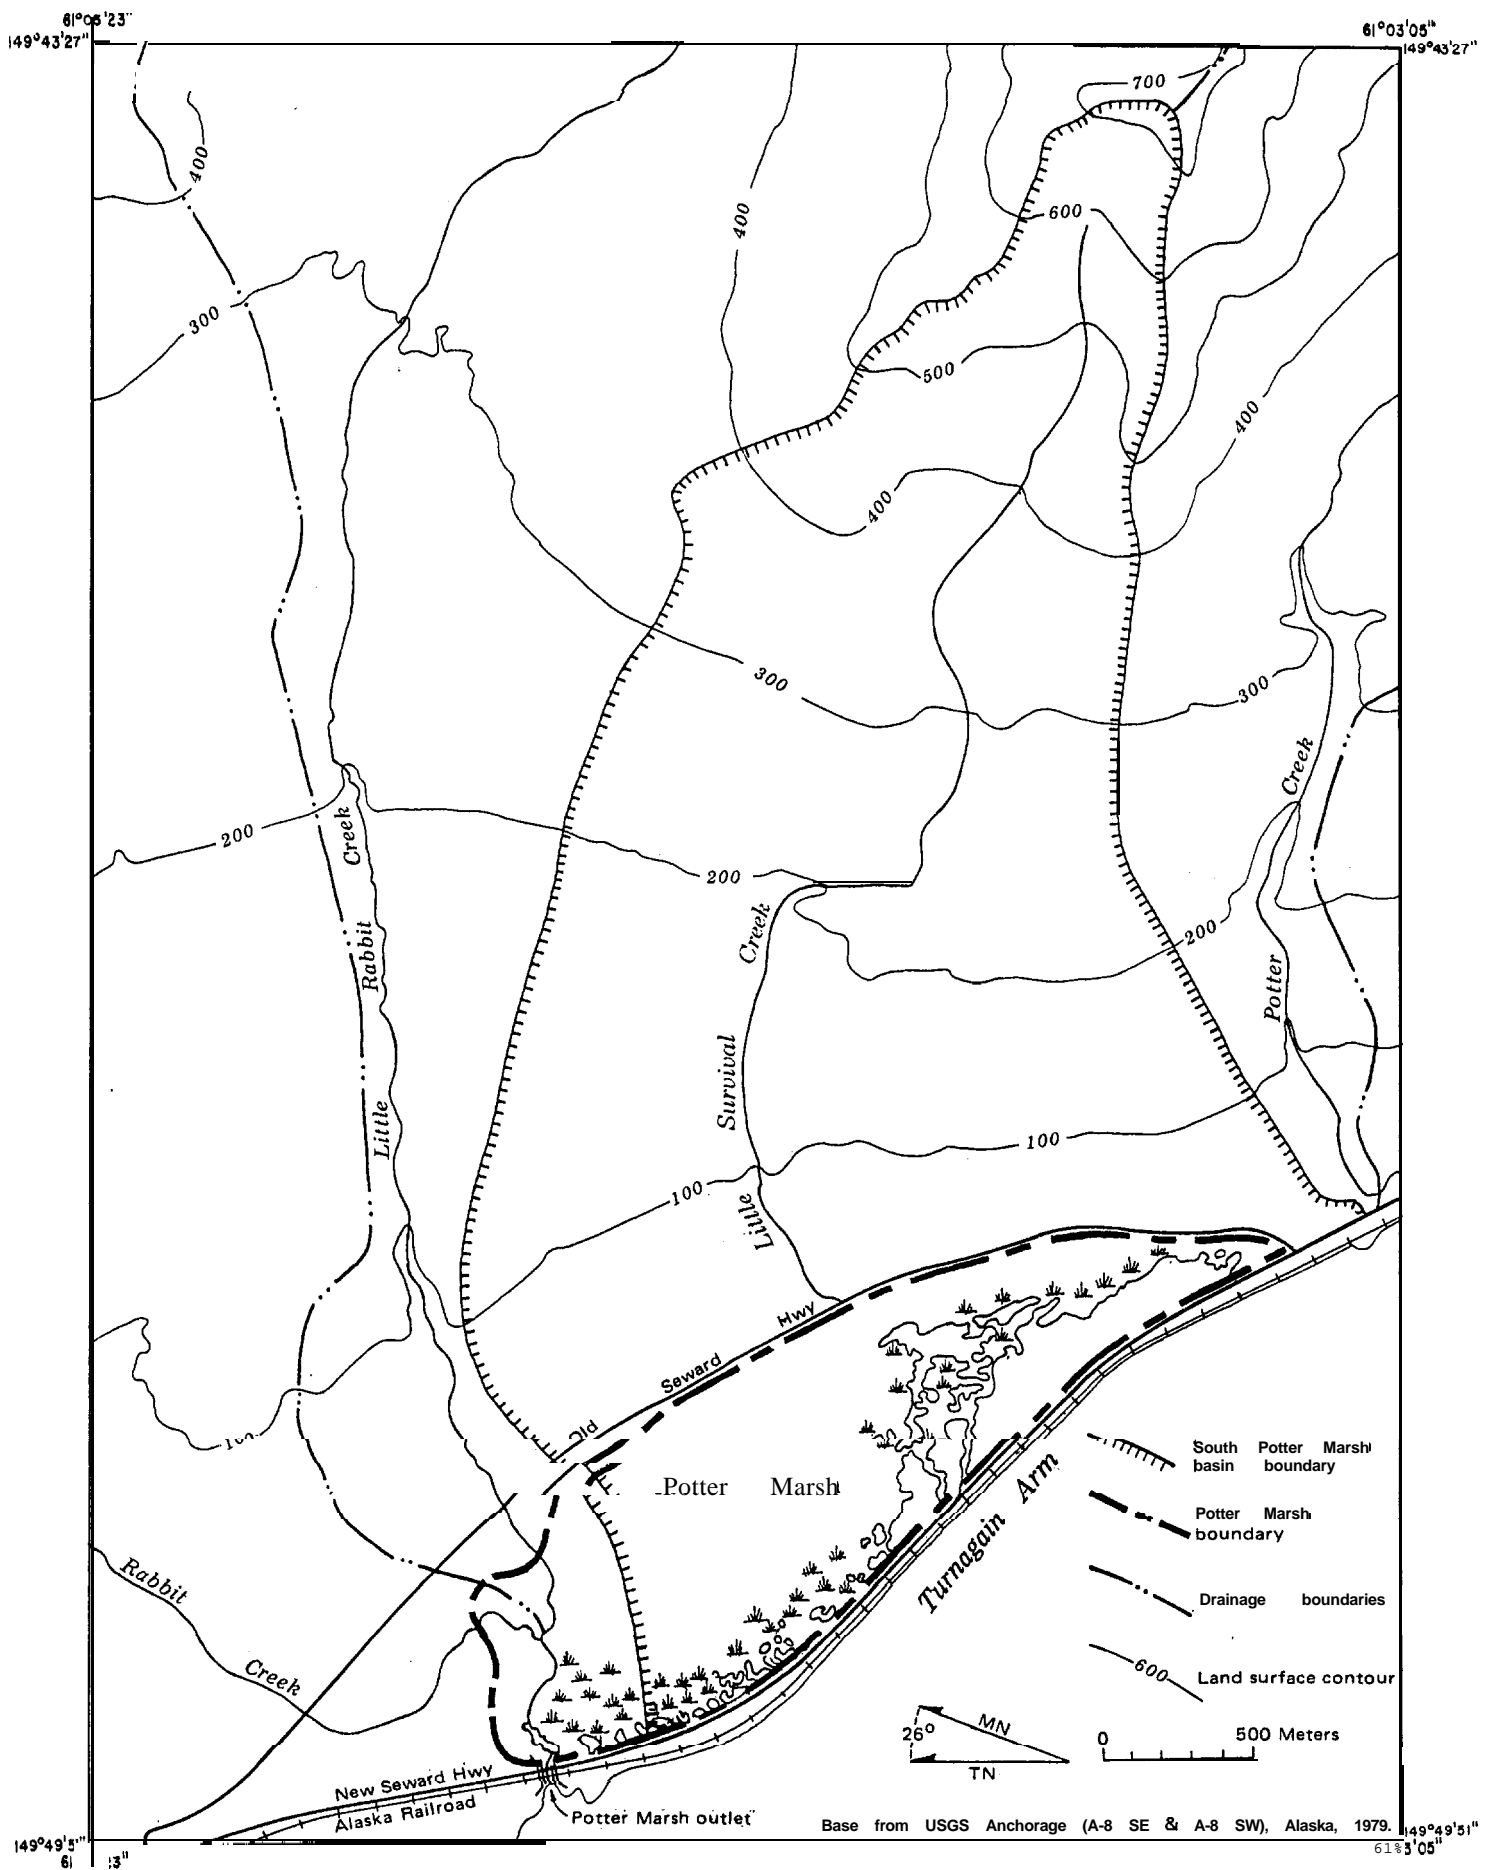 61°05'23"
149°43'27"
61°03'05"
149°43'27"
700
400
400
600
300
500
400
400
300
300
Creek
200
Creek
200
Creek
200
Rabbit
Potter
Survival
Little
100
100
Little
Hwy
Seward
Old
Potter Marsh
Turnagain Arm
South Potter Marsh
basin boundary
Potter Marsh
boundary
Drainage boundaries
600
Land surface contour
Rabbit
Creek
MN
26°
TN
0 500 Meters
New Seward Hwy
Alaska Railroad
Potter Marsh outlet
Base from USGS Anchorage (A-8 SE & A-8 SW), Alaska, 1979.
149°49'51"